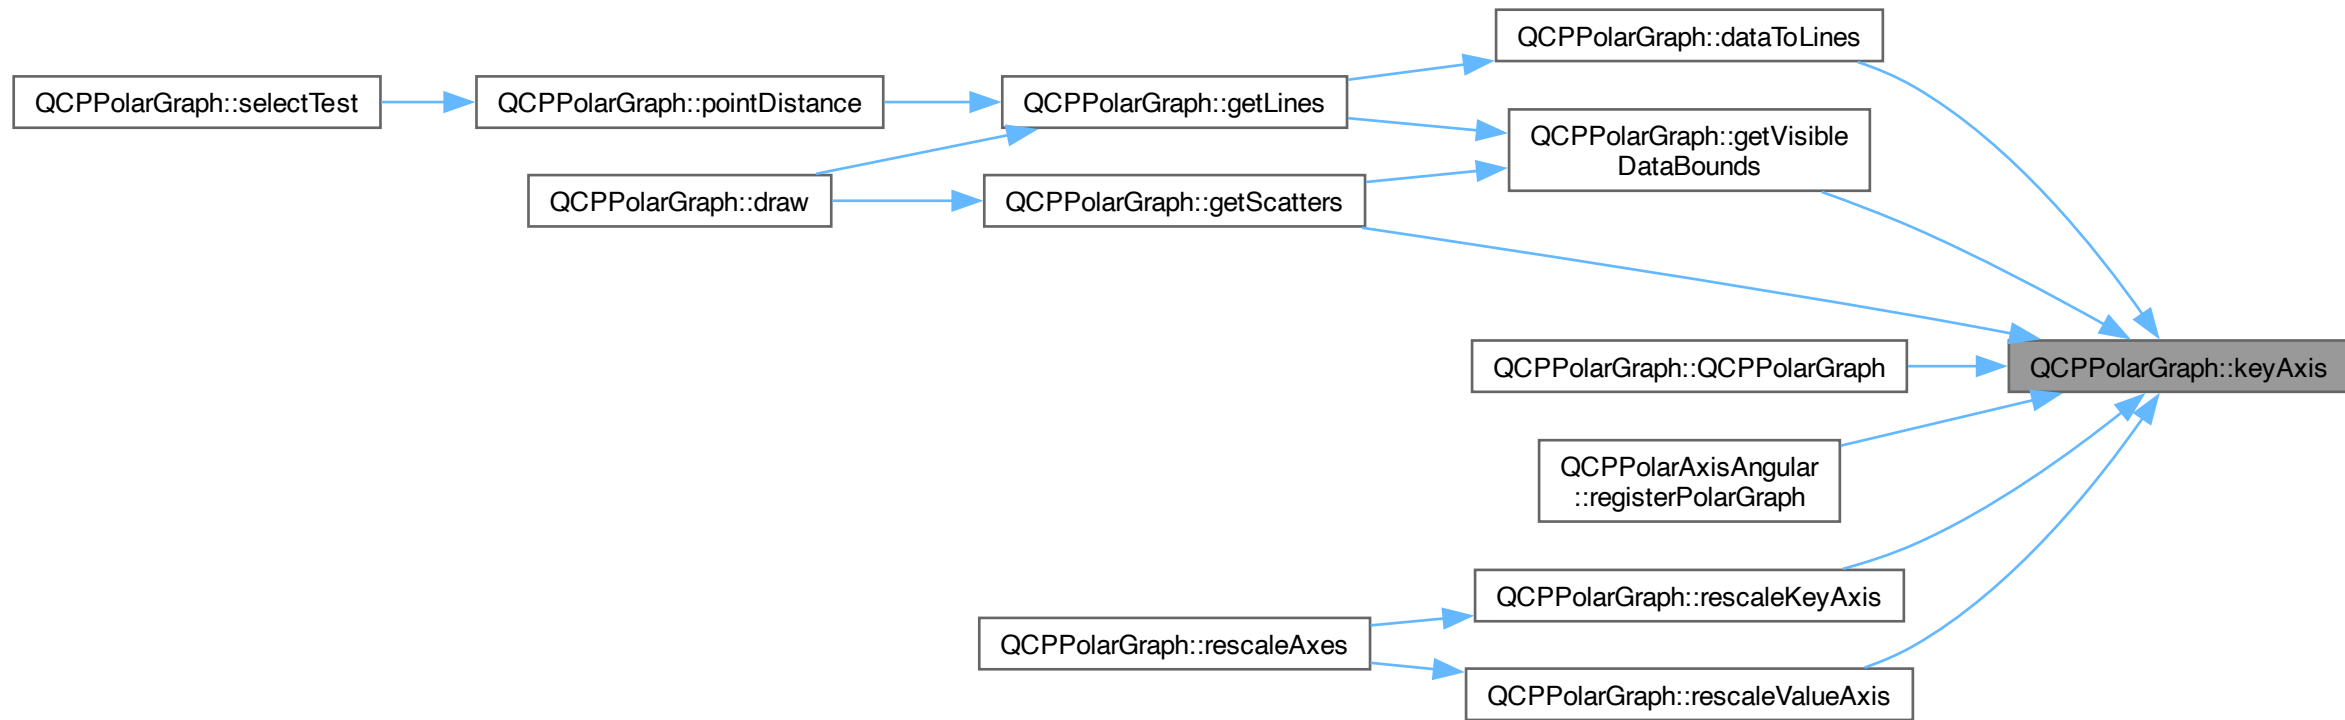 QCPPolarGraph::dataToLines
QCPPolarGraph::selectTest
QCPPolarGraph::pointDistance
QCPPolarGraph::getLines
QCPPolarGraph::getVisible
DataBounds
QCPPolarGraph::draw
QCPPolarGraph::getScatters
QCPPolarGraph::QCPPolarGraph
QCPPolarGraph::keyAxis
QCPPolarAxisAngular
::registerPolarGraph
QCPPolarGraph::rescaleKeyAxis
QCPPolarGraph::rescaleAxes
QCPPolarGraph::rescaleValueAxis